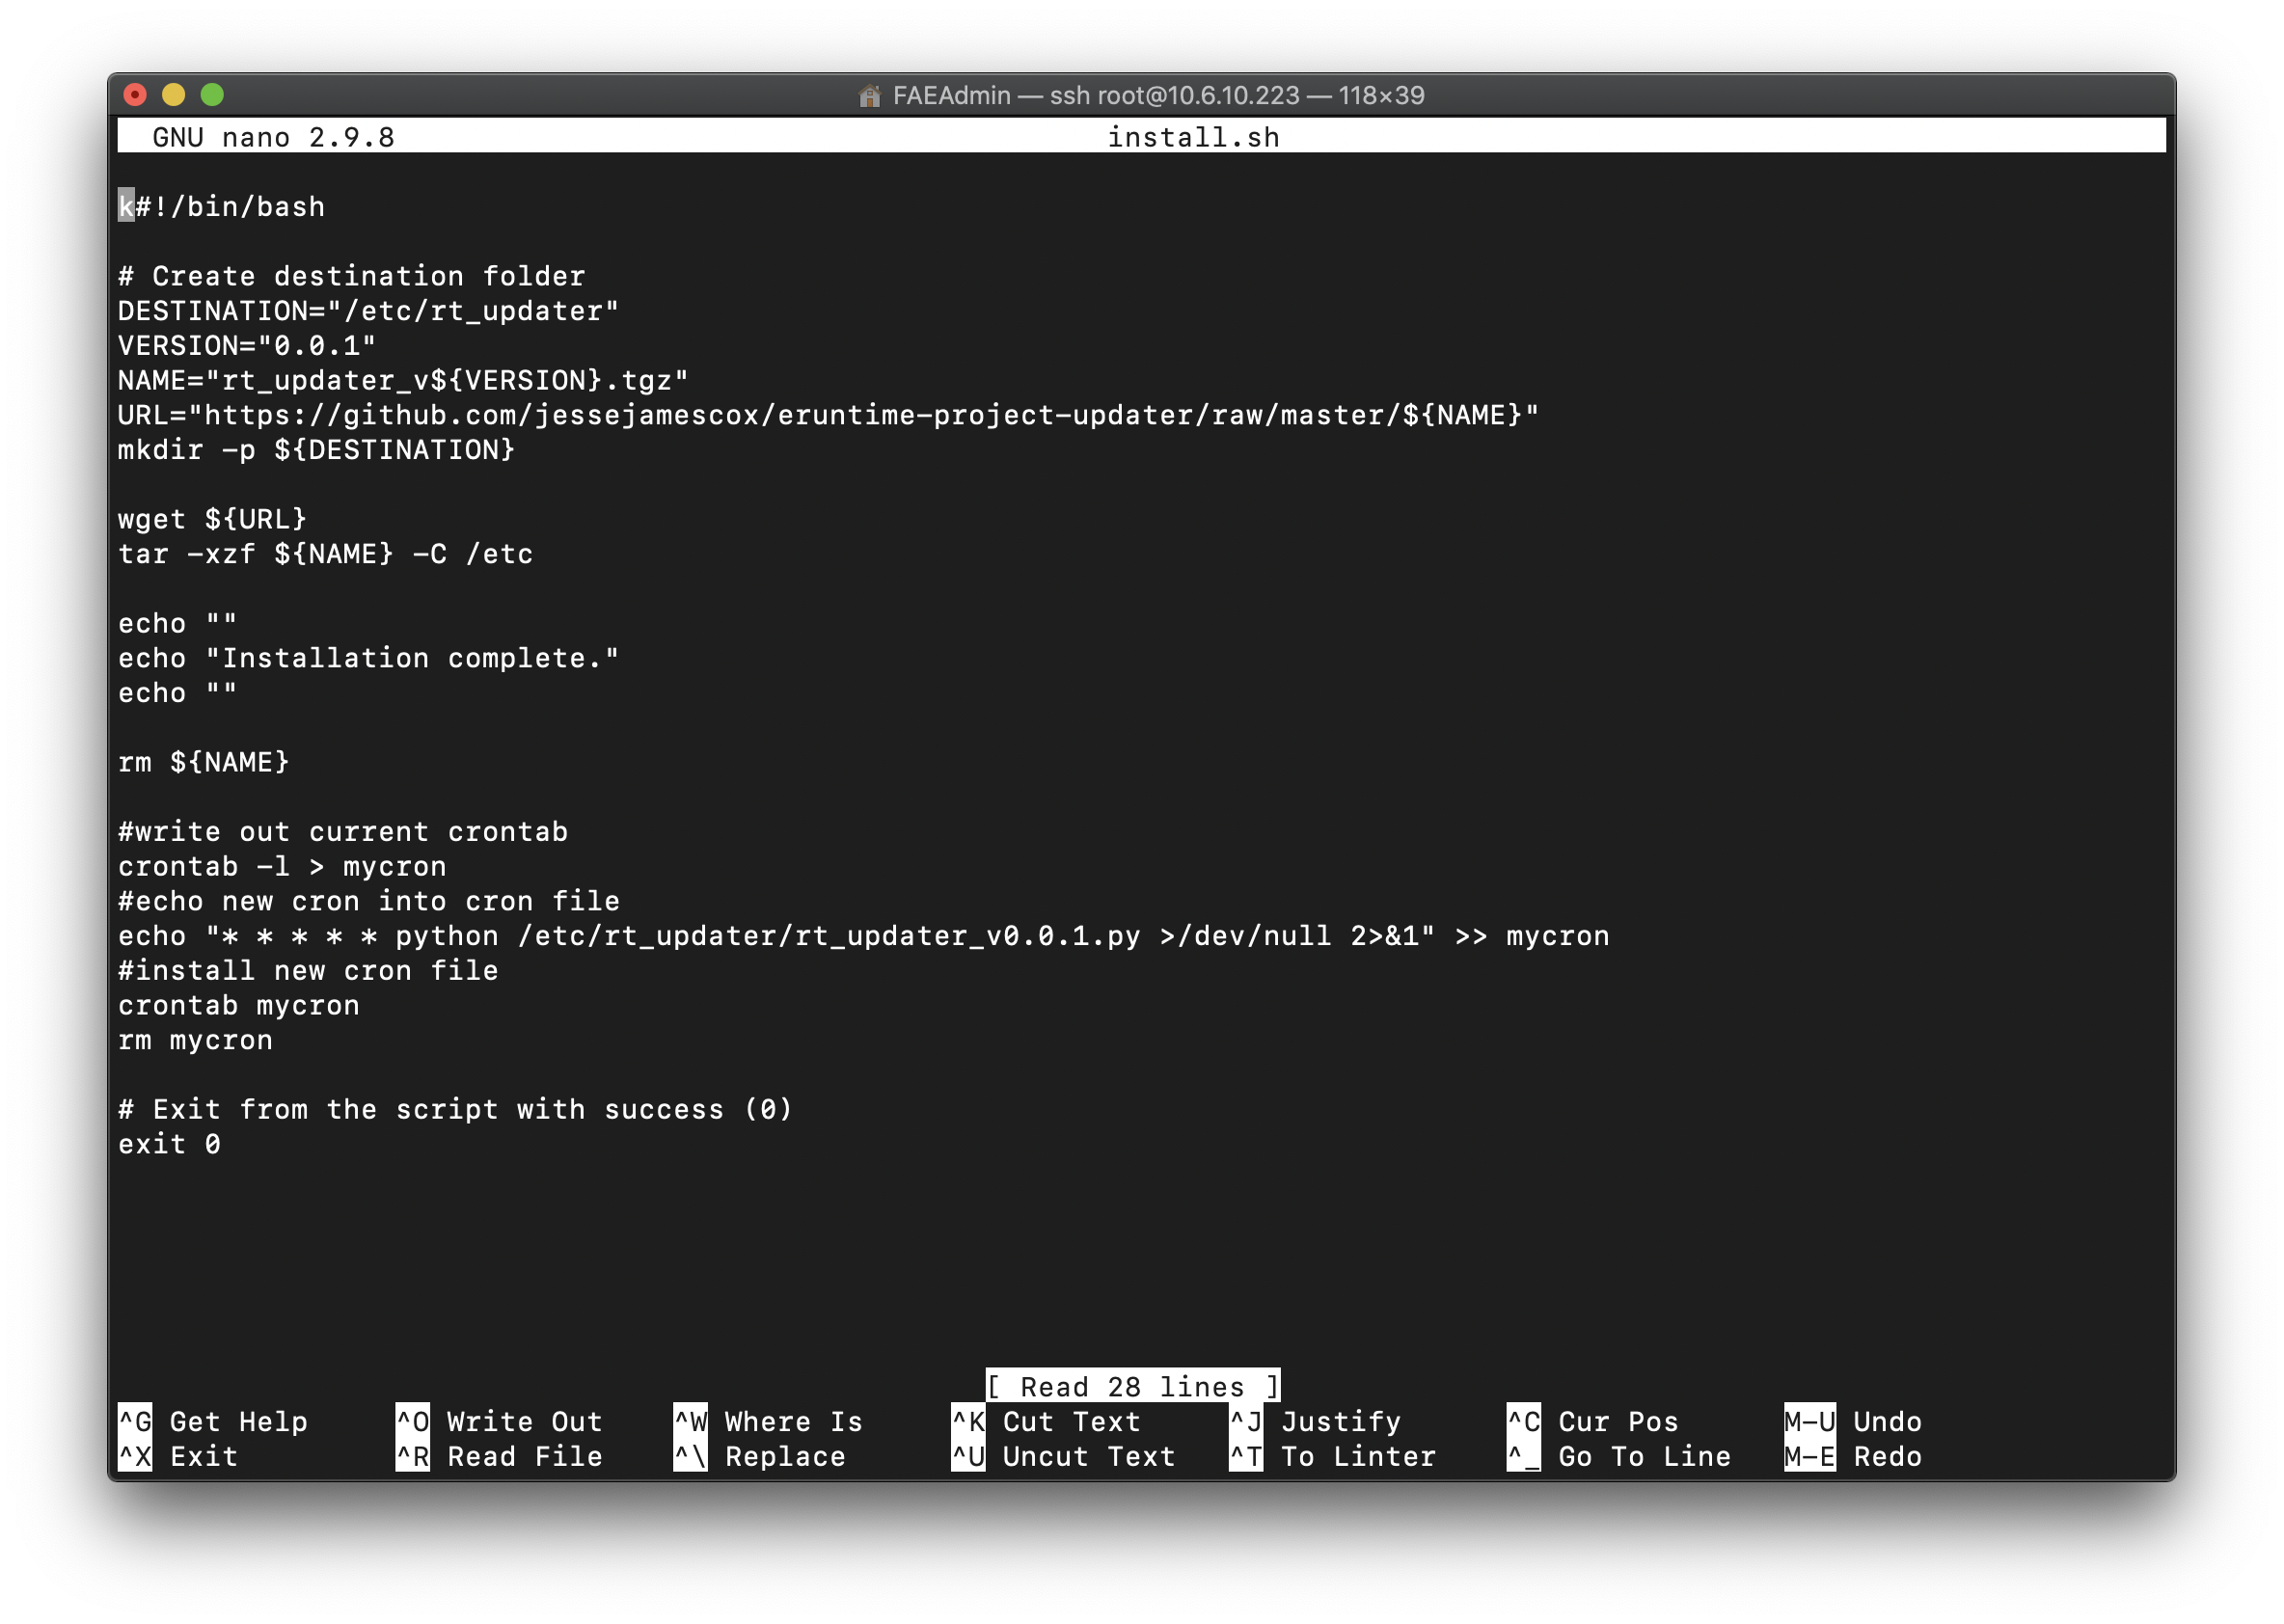 FAEAdmin — ssh root@10.6.10.223 — 118×39
GNU nano 2.9.8 install.sh
k#!/bin/bash
# Create destination folder
DESTINATION="/etc/rt_updater"
VERSION="0.0.1"
NAME="rt_updater_v${VERSION}.tgz"
URL="https://github.com/jessejamescox/eruntime-project-updater/raw/master/${NAME}"
mkdir -p ${DESTINATION}
wget ${URL}
tar -xzf ${NAME} -C /etc
echo ""
echo "Installation complete."
echo ""
rm ${NAME}
#write out current crontab
crontab -l > mycron
#echo new cron into cron file
echo "* * * * * python /etc/rt_updater/rt_updater_v0.0.1.py >/dev/null 2>&1" >> mycron
#install new cron file
crontab mycron
rm mycron
# Exit from the script with success (0)
exit 0
[ Read 28 lines ]
^G Get Help ^O Write Out ^W Where Is ^K Cut Text ^J Justify ^C Cur Pos M-U Undo
^X Exit ^R Read File ^\ Replace ^U Uncut Text ^T To Linter ^_ Go To Line M-E Redo